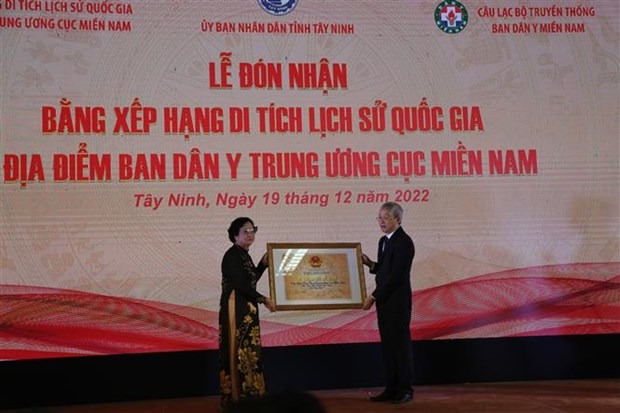 G DI TÍCH LỊCH SỬ QUỐC GIA
UNG ƯƠNG CỤC MIỀN NAM
ỦY BAN NHÂN DÂN TỈNH TÂY NINH
CÂU LẠC BỘ TRUYỀN THỐNG
BAN DÂN Y MIỀN NAM
LỄ ĐÓN NHẬN
BẰNG XẾP HẠNG DI TÍCH LỊCH SỬ QUỐC GIA
ĐỊA ĐIỂM BAN DÂN Y TRUNG ƯƠNG CỤC MIỀN NAM
Tây Ninh, Ngày 19 tháng 12 năm 2022